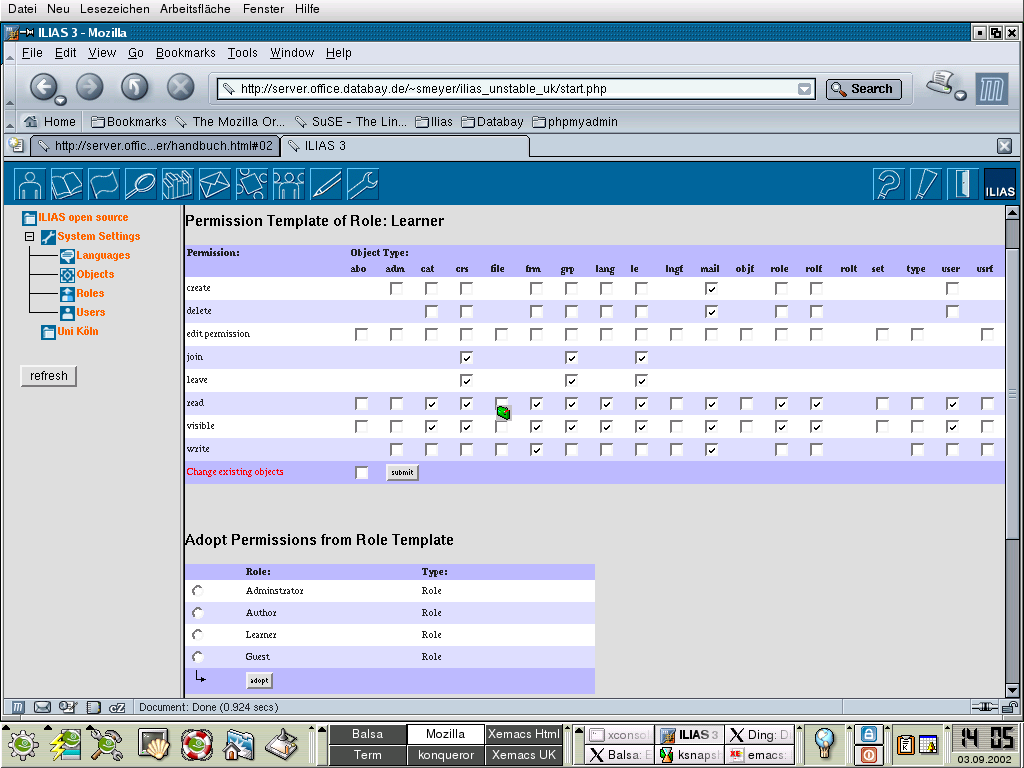 Datei Neu Lesezeichen Arbeitsfläche Fenster Hilfe
ILIAS 3 - Mozilla
File Edit View Go Bookmarks Tools Window Help
http://server.office.databay.de/~smeyer/ilias_unstable_uk/start.php Search
Home Bookmarks The Mozilla Or... SuSE - The Lin... Ilias Databay phpmyadmin
http://server.offic...er/handbuch.html#02 ILIAS 3
ILIAS
ILIAS open source
System Settings
Languages
Objects
Roles
Users
Uni Köln
refresh
Permission Template of Role: Learner
Permission: Object Type:
abo adm cat crs file frm grp lang le lngf mail objf role rolf rolt set type user usrf
create
delete
edit permission
join
leave
read
visible
write
Change existing objects submit
Adopt Permissions from Role Template
Role: Type:
Adminstrator Role
Author Role
Learner Role
Guest Role
adopt
Document: Done (0.924 secs)
Balsa Mozilla Xemacs Html xconsol ILIAS 3 Ding: D
Term konqueror Xemacs UK Balsa: E ksnapsh emacs:
14 05
03.09.2002